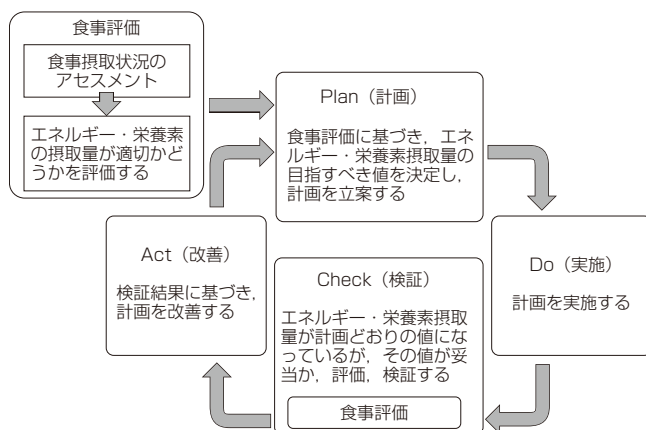 食事評価
食事摂取状況の
アセスメント
エネルギー・栄養素
の摂取量が適切かど
うかを評価する
Plan（計画）
食事評価に基づき，エネ
ルギー・栄養素摂取量の
目指すべき値を決定し，
計画を立案する
Do（実施）
計画を実施する
Check（検証）
エネルギー・栄養素摂取
量が計画どおりの値にな
っているが，その値が妥
当か，評価，検証する
食事評価
Act（改善）
検証結果に基づき，
計画を改善する